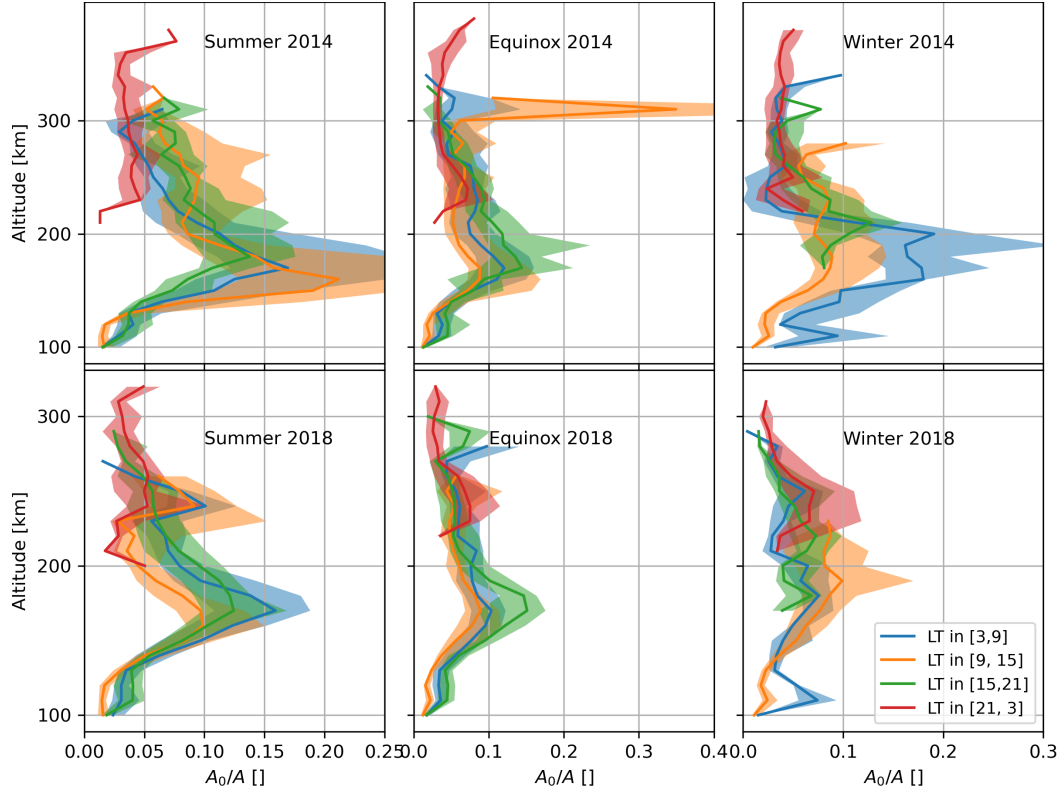 Summer 2014
Equinox 2014
Winter 2014
Altitude [km]
300
200
100
Summer 2018
Equinox 2018
Winter 2018
Altitude [km]
300
200
100
LT in [3,9]
LT in [9, 15]
LT in [15,21]
LT in [21, 3]
0.00 0.05 0.10 0.15 0.20 0.25
0.0 0.1 0.2 0.3 0.4
0.0 0.1 0.2 0.3
A₀/A []
A₀/A []
A₀/A []